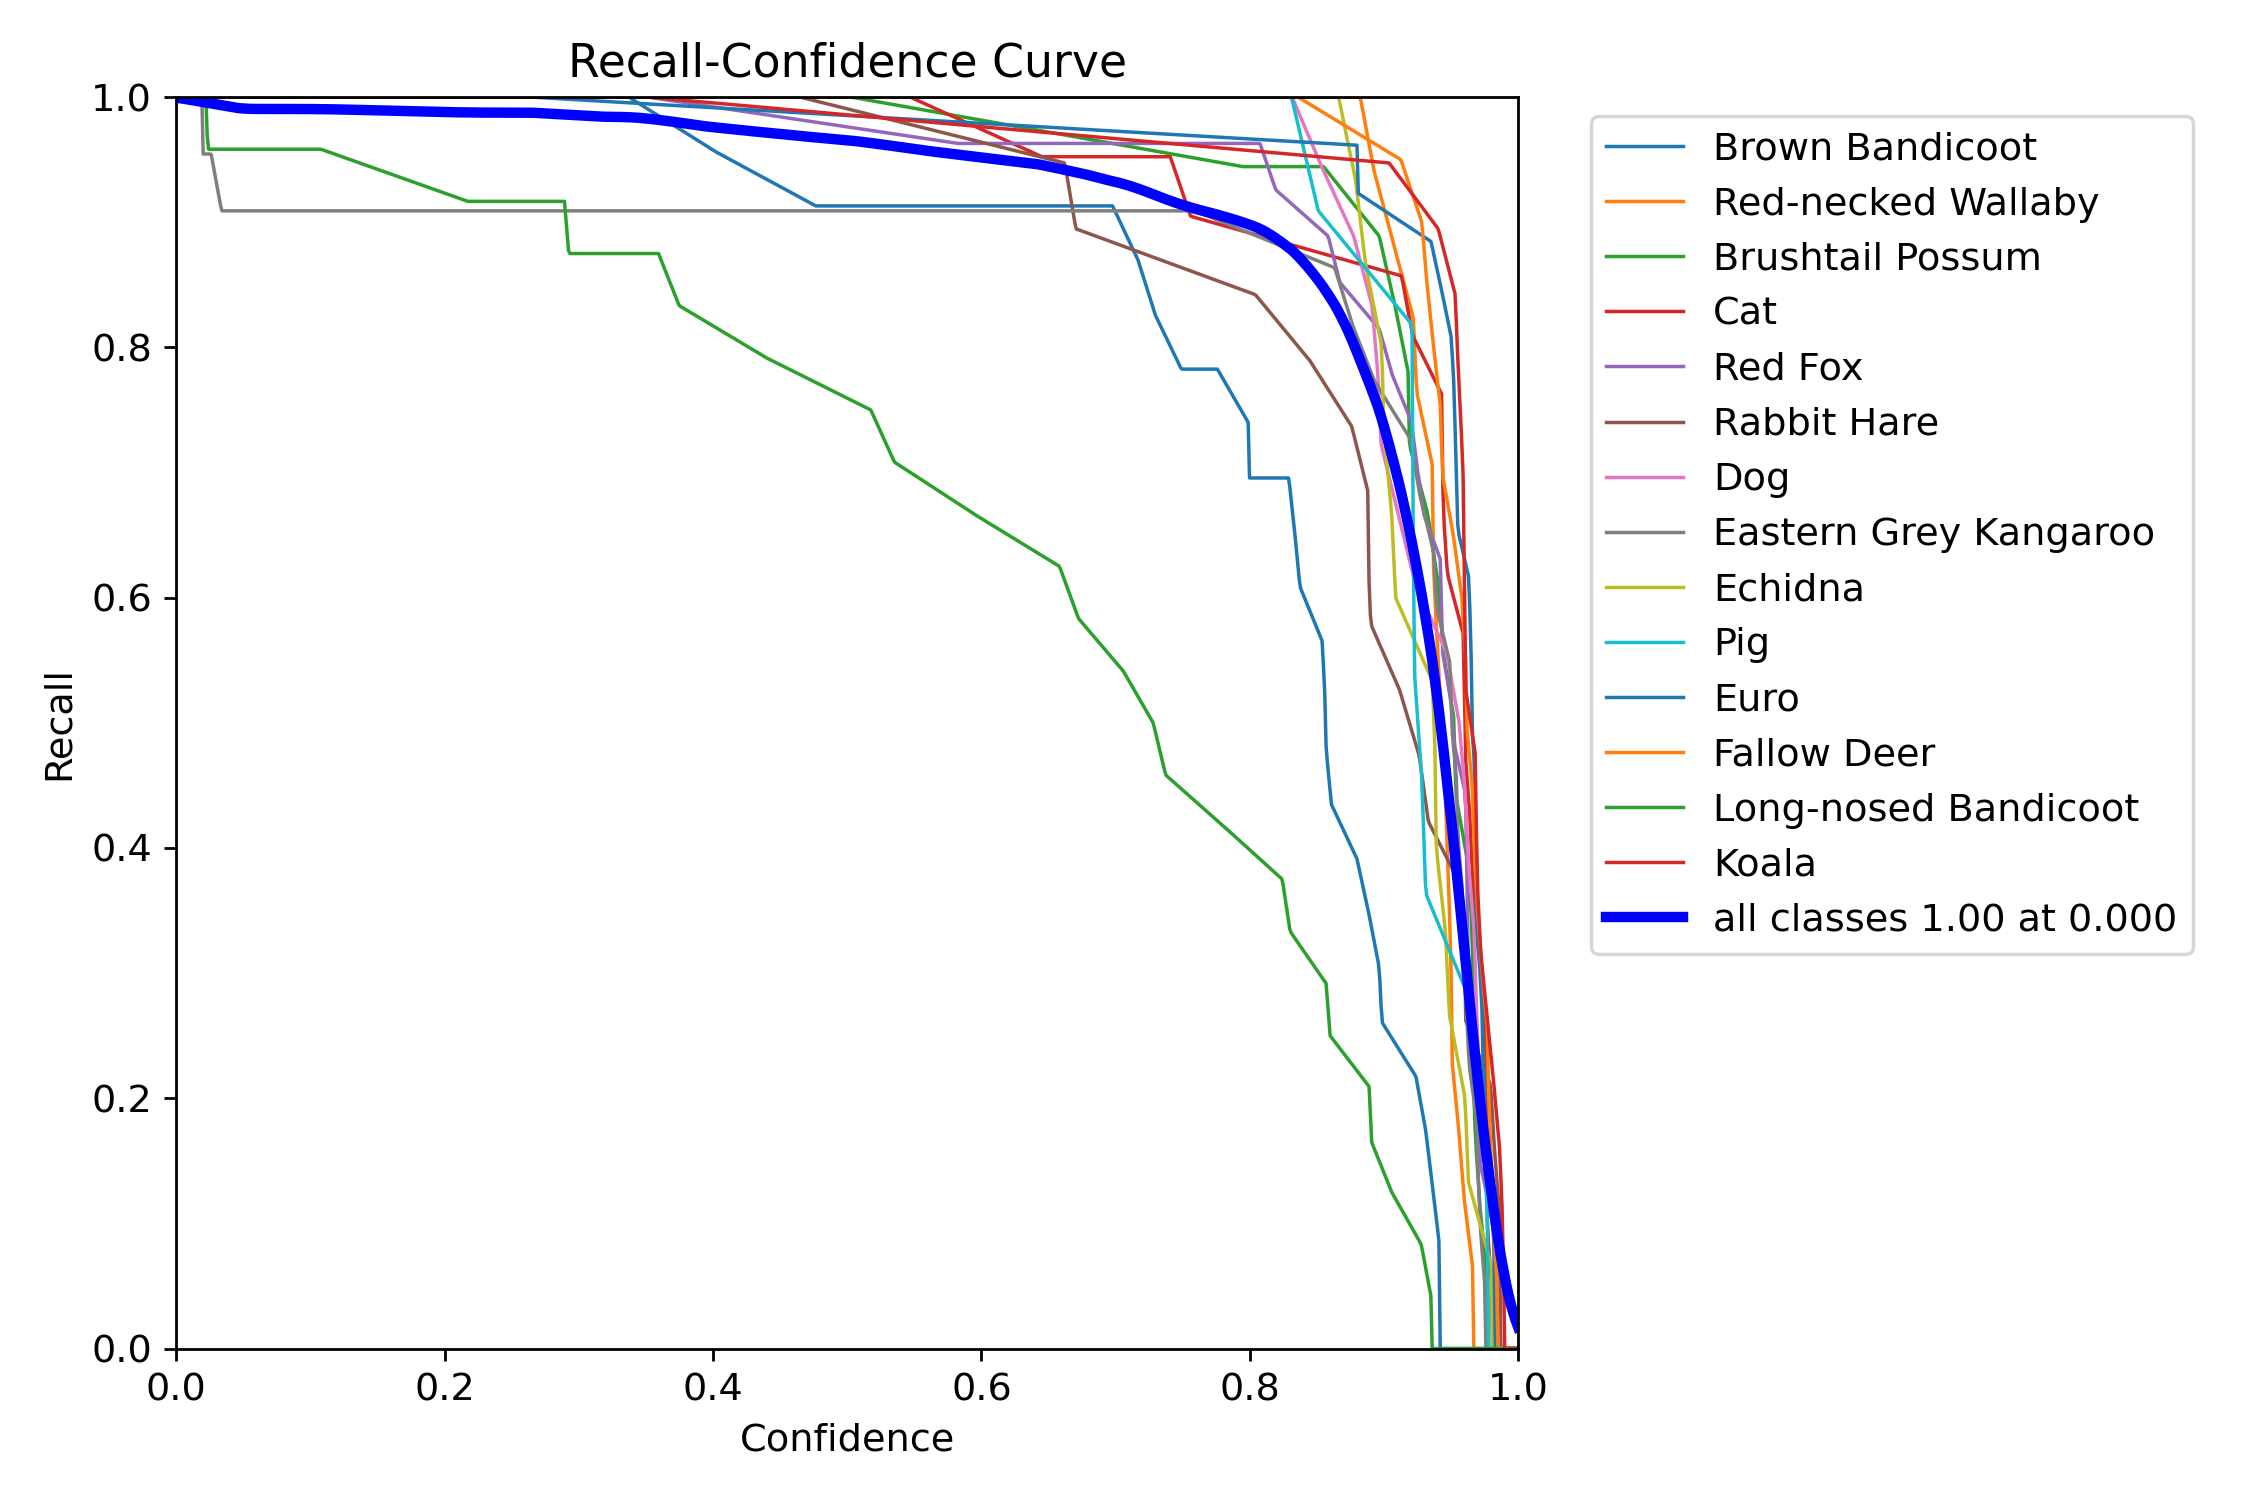 Recall-Confidence Curve
1.0
0.8
0.6
0.4
0.2
0.0
Recall
0.0 0.2 0.4 0.6 0.8 1.0
Confidence
Brown Bandicoot
Red-necked Wallaby
Brushtail Possum
Cat
Red Fox
Rabbit Hare
Dog
Eastern Grey Kangaroo
Echidna
Pig
Euro
Fallow Deer
Long-nosed Bandicoot
Koala
all classes 1.00 at 0.000